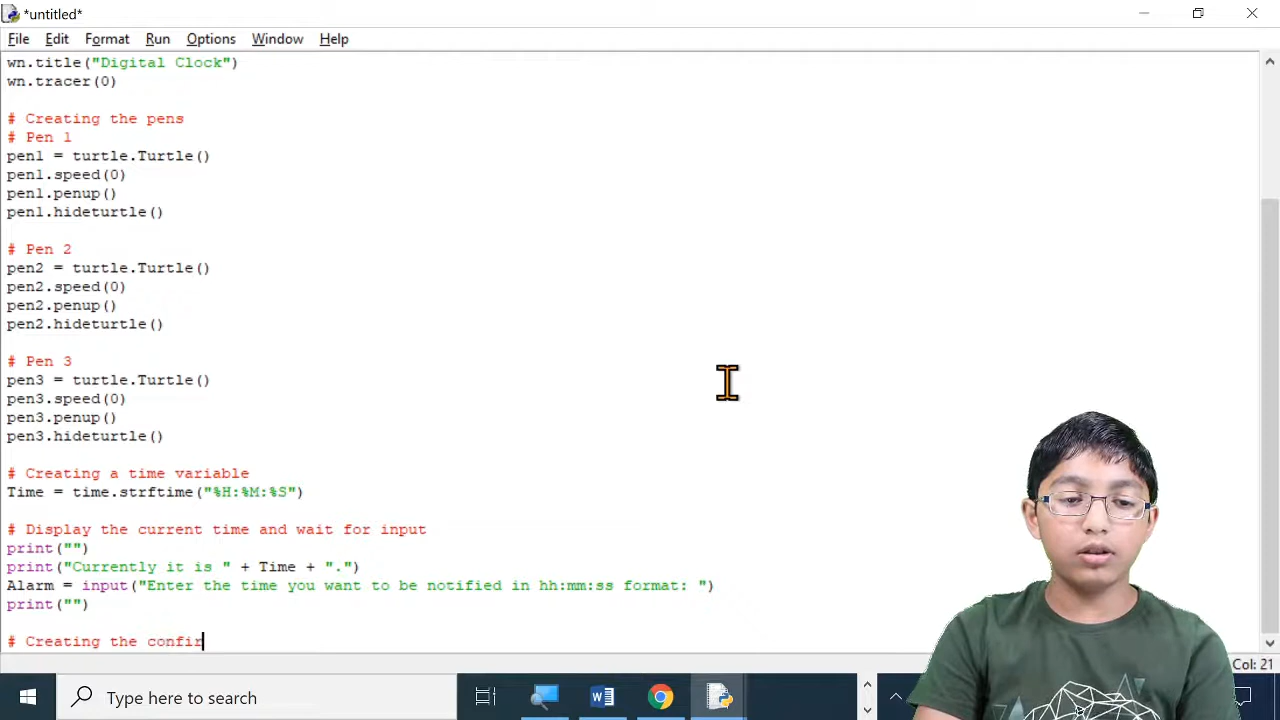 *untitled*
File Edit Format Run Options Window Help
wn.title("Digital Clock")
wn.tracer(0)
# Creating the pens
# Pen 1
pen1 = turtle.Turtle()
pen1.speed(0)
pen1.penup()
pen1.hideturtle()
# Pen 2
pen2 = turtle.Turtle()
pen2.speed(0)
pen2.penup()
pen2.hideturtle()
# Pen 3
pen3 = turtle.Turtle()
pen3.speed(0)
pen3.penup()
pen3.hideturtle()
# Creating a time variable
Time = time.strftime("%H:%M:%S")
# Display the current time and wait for input
print("")
print("Currently it is " + Time + ".")
Alarm = input("Enter the time you want to be notified in hh:mm:ss format: ")
print("")
# Creating the confir
Col: 21
Type here to search